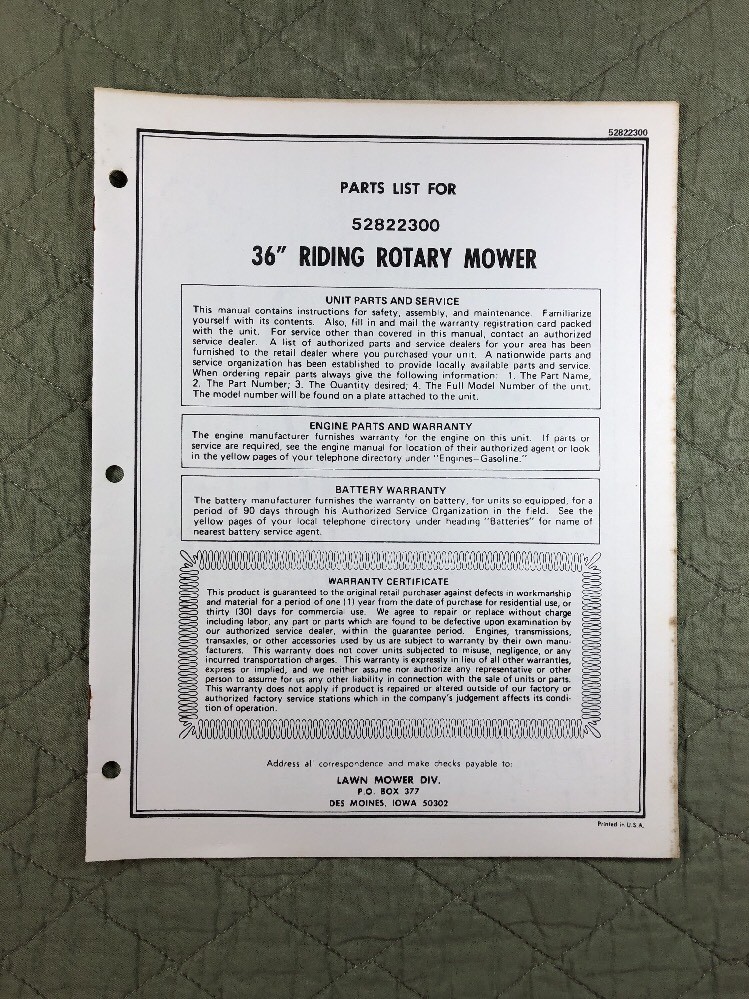 52822300
PARTS LIST FOR
52822300
36" RIDING ROTARY MOWER
UNIT PARTS AND SERVICE
This manual contains instructions for safety, assembly, and maintenance. Familiarize
yourself with its contents. Also, fill in and mail the warranty registration card packed
with the unit. For service other than covered in this manual, contact an authorized
service dealer. A list of authorized parts and service dealers for your area has been
furnished to the retail dealer where you purchased your unit. A nationwide parts and
service organization has been established to provide locally available parts and service.
When ordering repair parts always give the following information: 1. The Part Name,
2. The Part Number; 3. The Quantity desired; 4. The Full Model Number of the unit.
The model number will be found on a plate attached to the unit.
ENGINE PARTS AND WARRANTY
The engine manufacturer furnishes warranty for the engine on this unit. If parts or
service are required, see the engine manual for location of their authorized agent or look
in the yellow pages of your telephone directory under "Engines—Gasoline."
BATTERY WARRANTY
The battery manufacturer furnishes the warranty on battery, for units so equipped, for a
period of 90 days through his Authorized Service Organization in the field. See the
yellow pages of your local telephone directory under heading "Batteries" for name of
nearest battery service agent.
WARRANTY CERTIFICATE
This product is guaranteed to the original retail purchaser against defects in workmanship
and material for a period of one (1) year from the date of purchase for residential use, or
thirty (30) days for commercial use. We agree to repair or replace without charge
including labor, any part or parts which are found to be defective upon examination by
our authorized service dealer, within the guarantee period. Engines, transmissions,
transaxles, or other accessories used by us are subject to warranty by their own manu-
facturers. This warranty does not cover units subjected to misuse, negligence, or any
incurred transportation charges. This warranty is expressly in lieu of all other warranties,
express or implied, and we neither assume nor authorize any representative or other
person to assume for us any other liability in connection with the sale of units or parts.
This warranty does not apply if product is repaired or altered outside of our factory or
authorized factory service stations which in the company's judgement affects its condi-
tion of operation.
Address all correspondence and make checks payable to:
LAWN MOWER DIV.
P.O. BOX 377
DES MOINES, IOWA 50302
Printed in U.S.A.